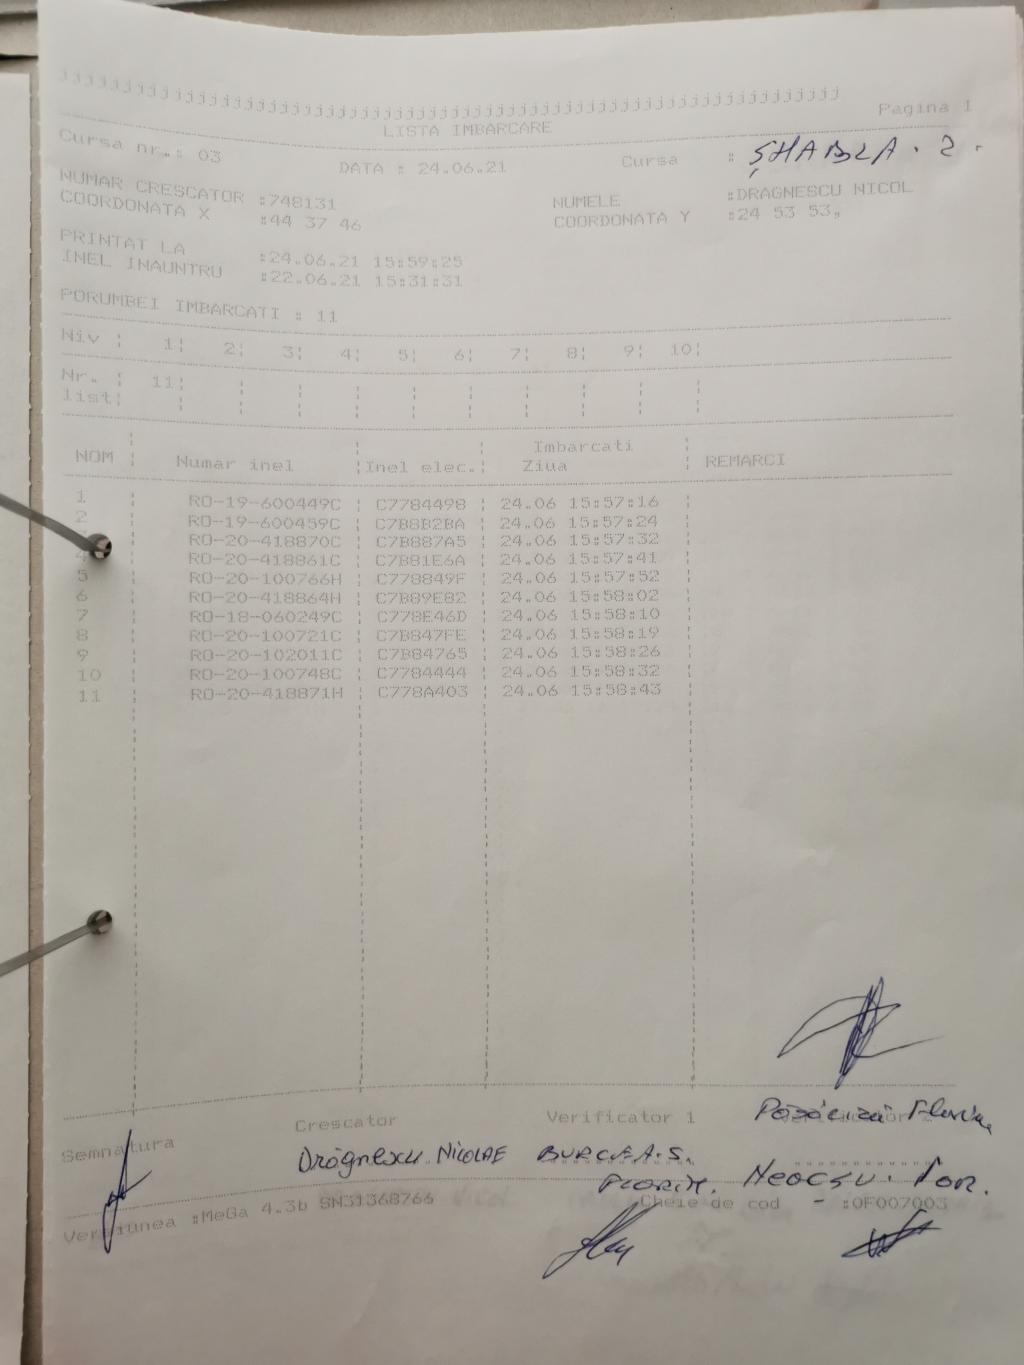 jjjjjjjjjjjjjjjjjjjjjjjjjjjjjjjjjjjjjjjjjjjjjjjjjjjjjjjjjjjjjj
LISTA IMBARCARE Pagina 1
Cursa nr.: 03 DATA : 24.06.21 Cursa : ȘHABLA. 2.
NUMAR CRESCATOR :748131 NUMELE :DRAGNESCU NICOL
COORDONATA X :44 37 46 COORDONATA Y :24 53 53,
PRINTAT LA :24.06.21 15:59:25
INEL INAUNTRU :22.06.21 15:31:31
PORUMBEI IMBARCATI : 11
Niv : 1: 2: 3: 4: 5: 6: 7: 8: 9: 10:
Nr. : 11:
list:
NOM Numar inel Inel elec. Imbarcati Ziua REMARCI
1 RO-19-600449C C7784498 24.06 15:57:16
2 RO-19-600459C C7B8B2BA 24.06 15:57:24
RO-20-418870C C7B887A5 24.06 15:57:32
4 RO-20-418861C C7B81E6A 24.06 15:57:41
5 RO-20-100766H C778849F 24.06 15:57:52
6 RO-20-418864H C7B89E82 24.06 15:58:02
7 RO-18-060249C C778E46D 24.06 15:58:10
8 RO-20-100721C C7B847FE 24.06 15:58:19
9 RO-20-102011C C7B84765 24.06 15:58:26
10 RO-20-100748C C7784444 24.06 15:58:32
11 RO-20-418871H C778A403 24.06 15:58:43
Crescator Verificator 1 Florin
Semnatura Drăgnescu Nicolae BURCEA.S.
FLORIN. NEACȘU. ION.
Versiunea :MeGa 4.3b SN31368766 Cheie de cod - :0F007003